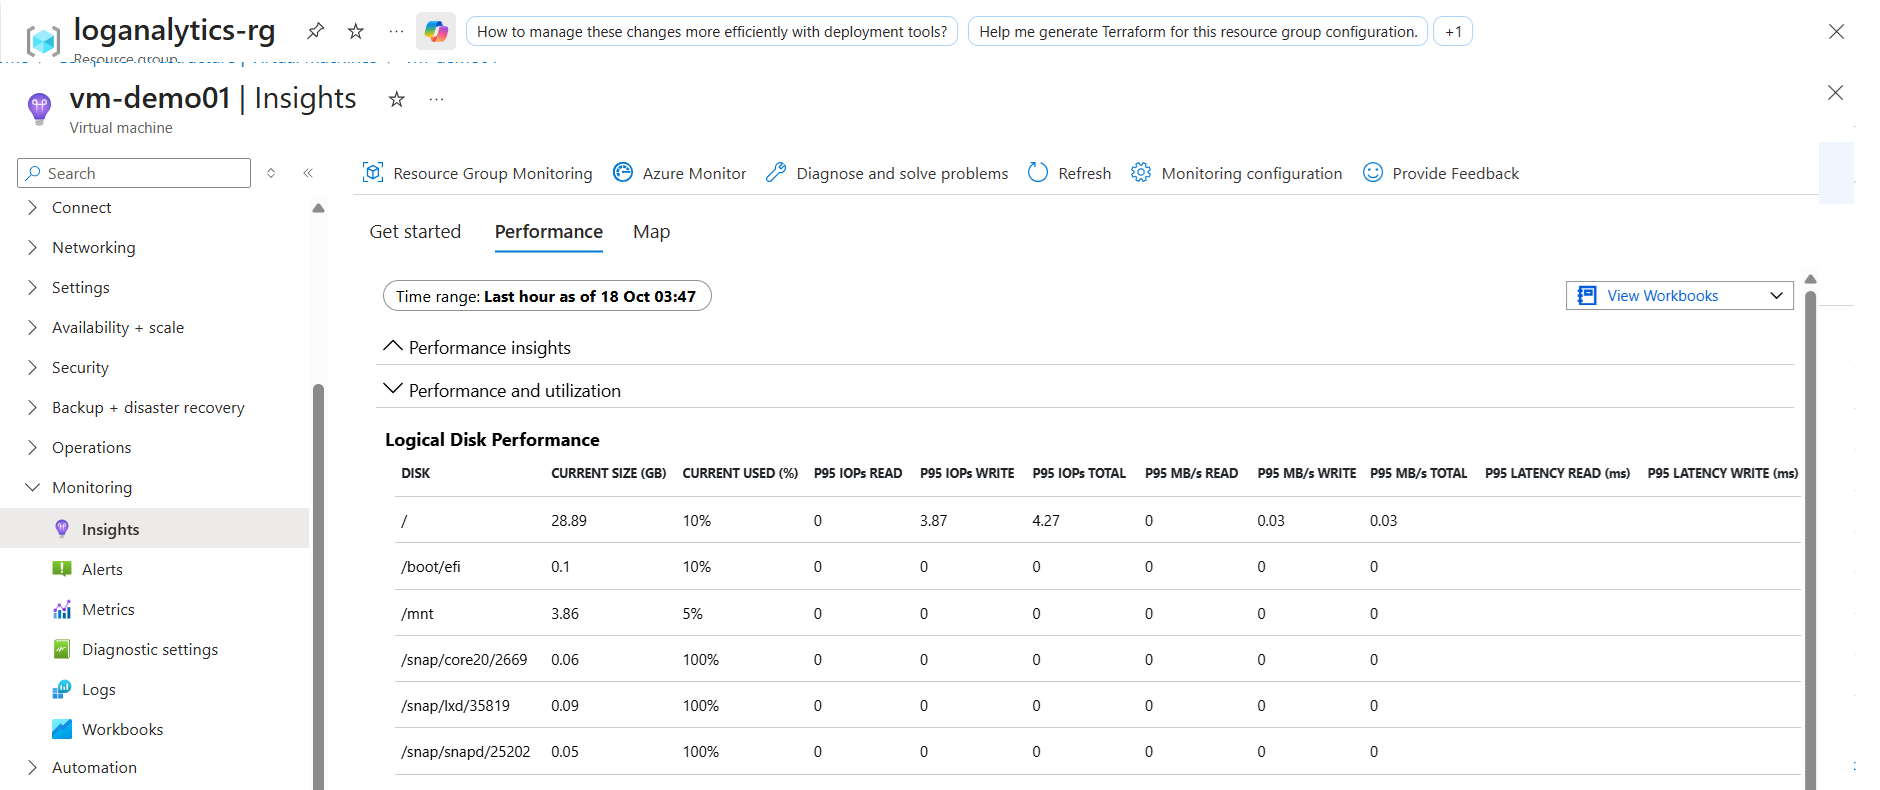 loganalytics-rg
How to manage these changes more efficiently with deployment tools?
Help me generate Terraform for this resource group configuration.
+1
Resource group
vm-demo01 | Insights
Virtual machine
Search
Resource Group Monitoring
Azure Monitor
Diagnose and solve problems
Refresh
Monitoring configuration
Provide Feedback
Connect
Networking
Settings
Availability + scale
Security
Backup + disaster recovery
Operations
Monitoring
Insights
Alerts
Metrics
Diagnostic settings
Logs
Workbooks
Automation
Get started
Performance
Map
Time range: Last hour as of 18 Oct 03:47
View Workbooks
Performance insights
Performance and utilization
Logical Disk Performance
DISK CURRENT SIZE (GB) CURRENT USED (%) P95 IOPs READ P95 IOPs WRITE P95 IOPs TOTAL P95 MB/s READ P95 MB/s WRITE P95 MB/s TOTAL P95 LATENCY READ (ms) P95 LATENCY WRITE (ms)
/ 28.89 10% 0 3.87 4.27 0 0.03 0.03
/boot/efi 0.1 10% 0 0 0 0 0 0
/mnt 3.86 5% 0 0 0 0 0 0
/snap/core20/2669 0.06 100% 0 0 0 0 0 0
/snap/lxd/35819 0.09 100% 0 0 0 0 0 0
/snap/snapd/25202 0.05 100% 0 0 0 0 0 0